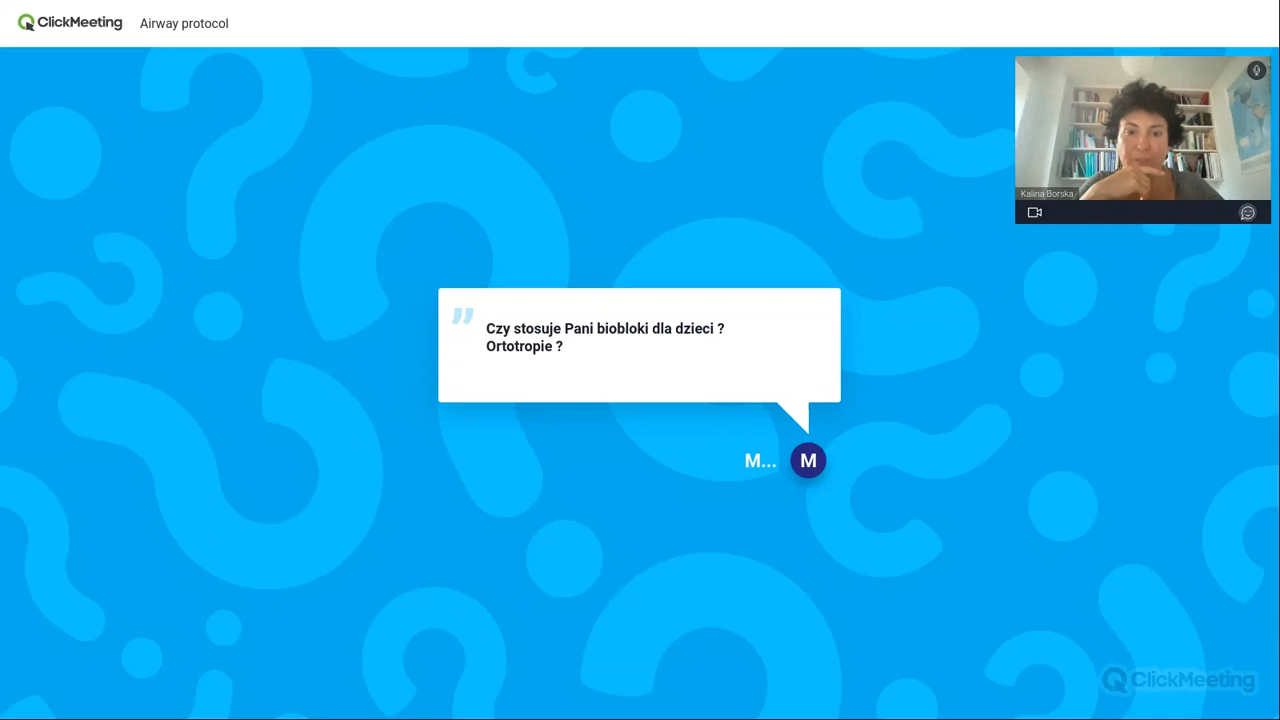 ClickMeeting Airway protocol
Kalina Borska
” Czy stosuje Pani biobloki dla dzieci ?
Ortotropie ?
M... M
ClickMeeting